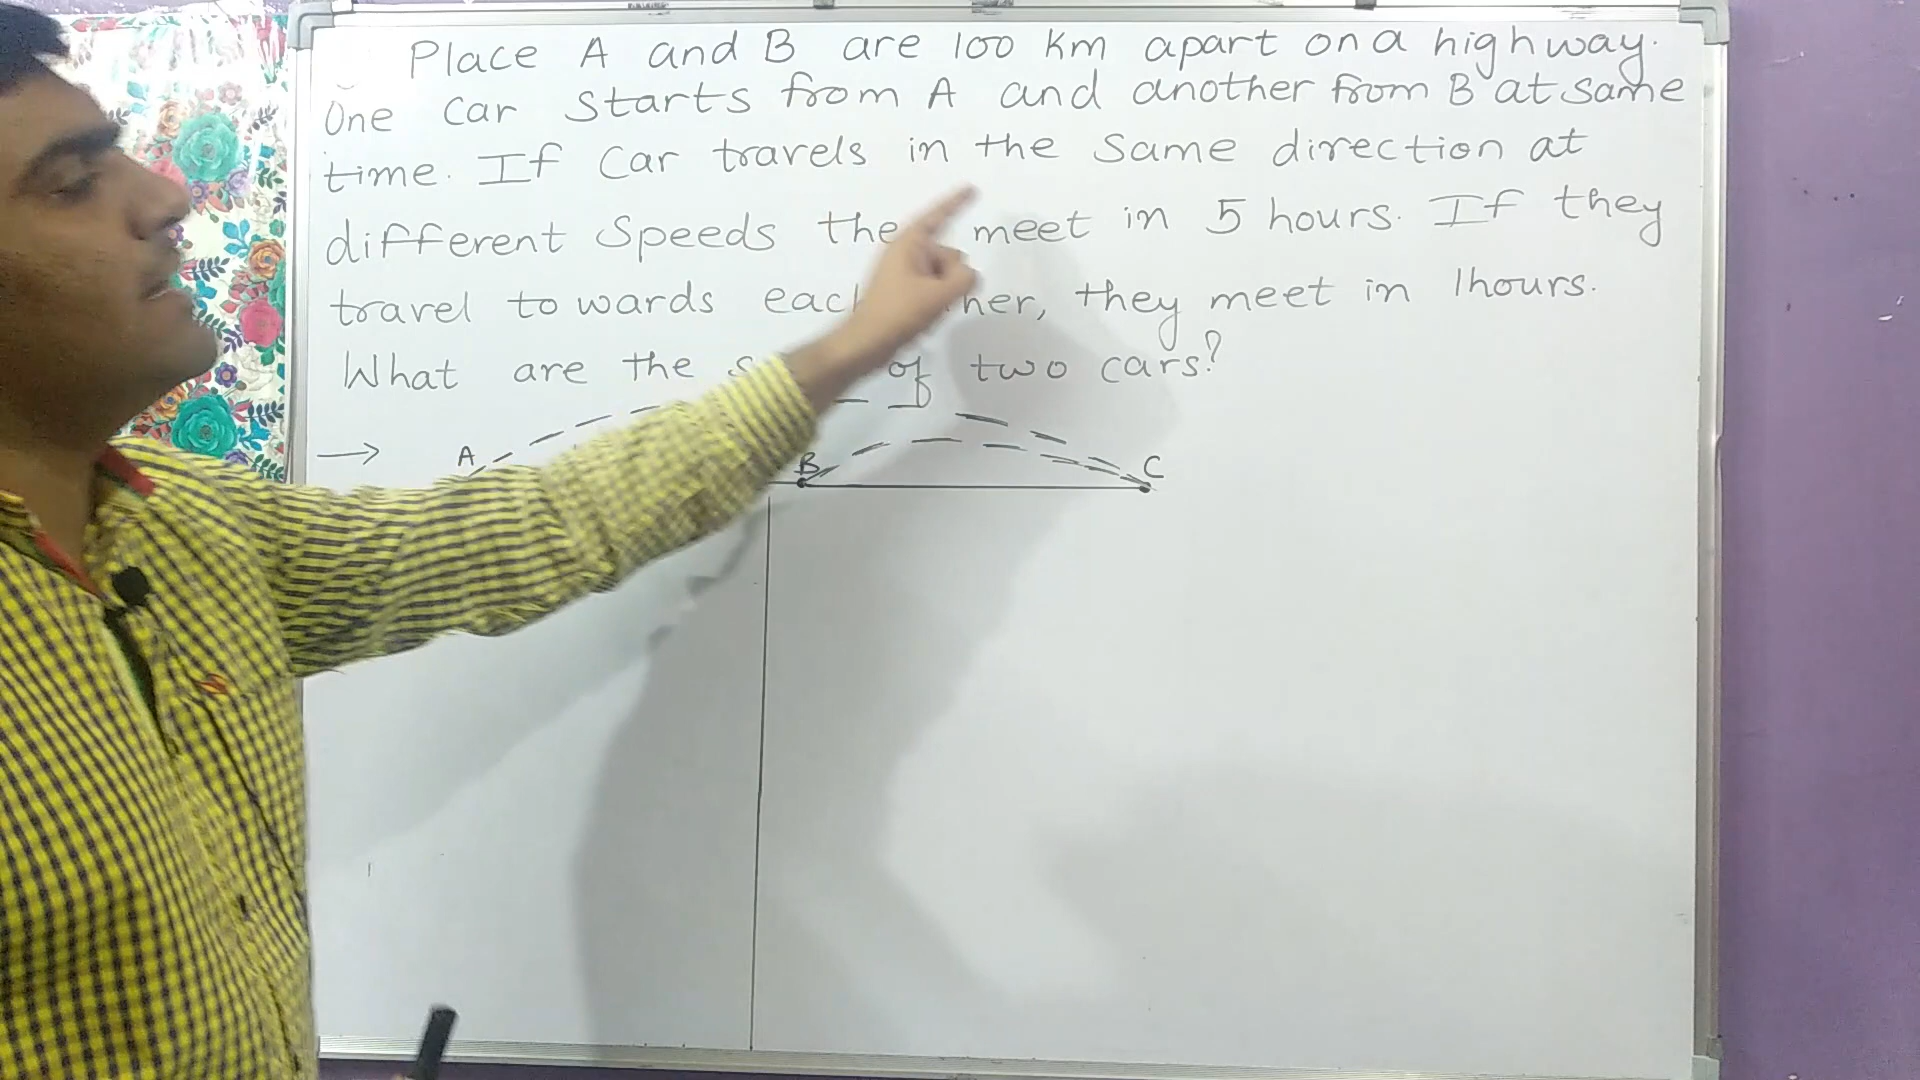 Place A and B are 100 Km apart on a highway.
One car starts from A and another from B at same
time. If Car travels in the same direction at
different Speeds the meet in 5 hours. If they
travel towards each her, they meet in 1hours.
What are the of two cars?
A B C